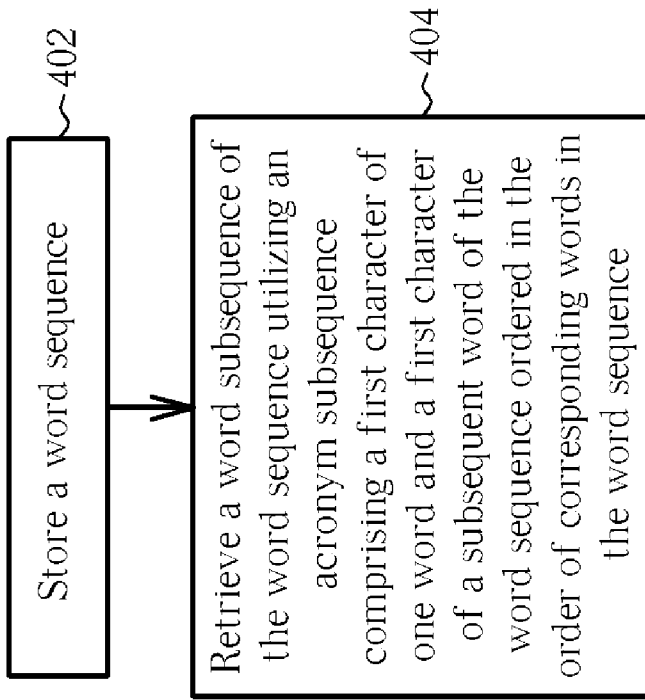 Store a word sequence
402
Retrieve a word subsequence of
the word sequence utilizing an
acronym subsequence
comprising a first character of
one word and a first character
of a subsequent word of the
word sequence ordered in the
order of corresponding words in
the word sequence
404